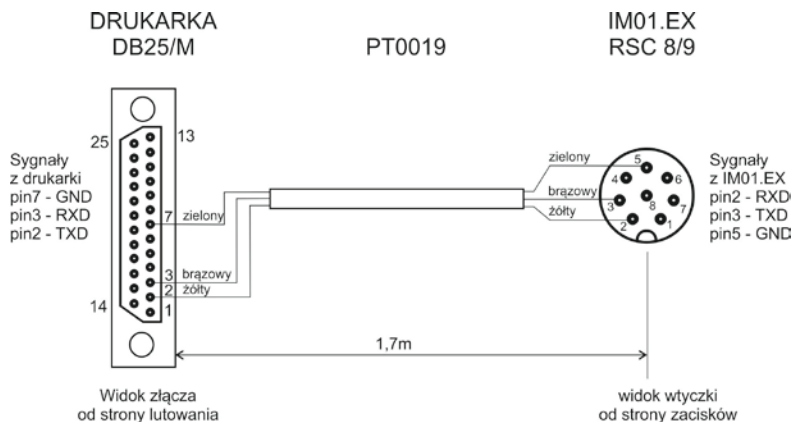 DRUKARKA
DB25/M
PT0019
IM01.EX
RSC 8/9
25
13
Sygnały
z drukarki
pin7 - GND
pin3 - RXD
pin2 - TXD
7 zielony
3 brązowy
2 żółty
14
1
zielony
brązowy
żółty
5
4
6
3
8
7
2
1
Sygnały
z IM01.EX
pin2 - RXD
pin3 - TXD
pin5 - GND
1,7m
Widok złącza
od strony lutowania
widok wtyczki
od strony zacisków